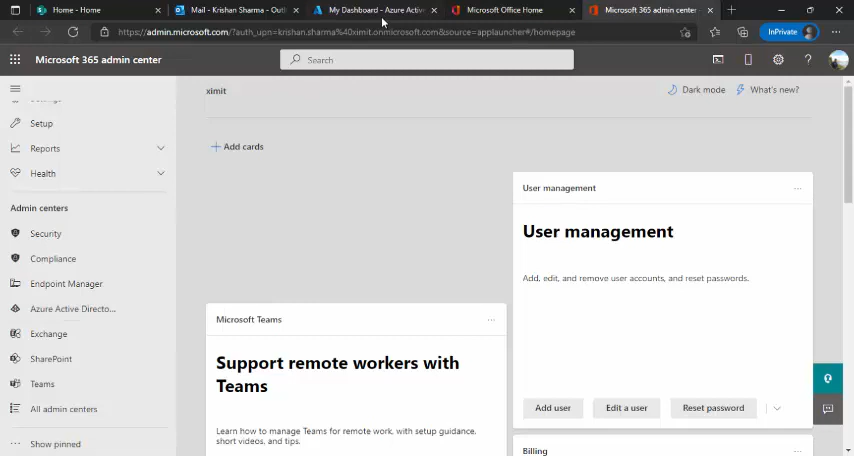 Home - Home
Mail - Krishan Sharma - Outl
My Dashboard - Azure Active
Microsoft Office Home
Microsoft 365 admin center
https://admin.microsoft.com/?auth_upn=krishan.sharma%40ximit.onmicrosoft.com&source=applauncher#/homepage
InPrivate
Microsoft 365 admin center
Search
ximit
Dark mode
What's new?
Add cards
Settings
Setup
Reports
Health
Admin centers
Security
Compliance
Endpoint Manager
Azure Active Directo...
Exchange
SharePoint
Teams
All admin centers
Show pinned
Microsoft Teams
Support remote workers with
Teams
Learn how to manage Teams for remote work, with setup guidance,
short videos, and tips.
User management
User management
Add, edit, and remove user accounts, and reset passwords.
Add user
Edit a user
Reset password
Billing